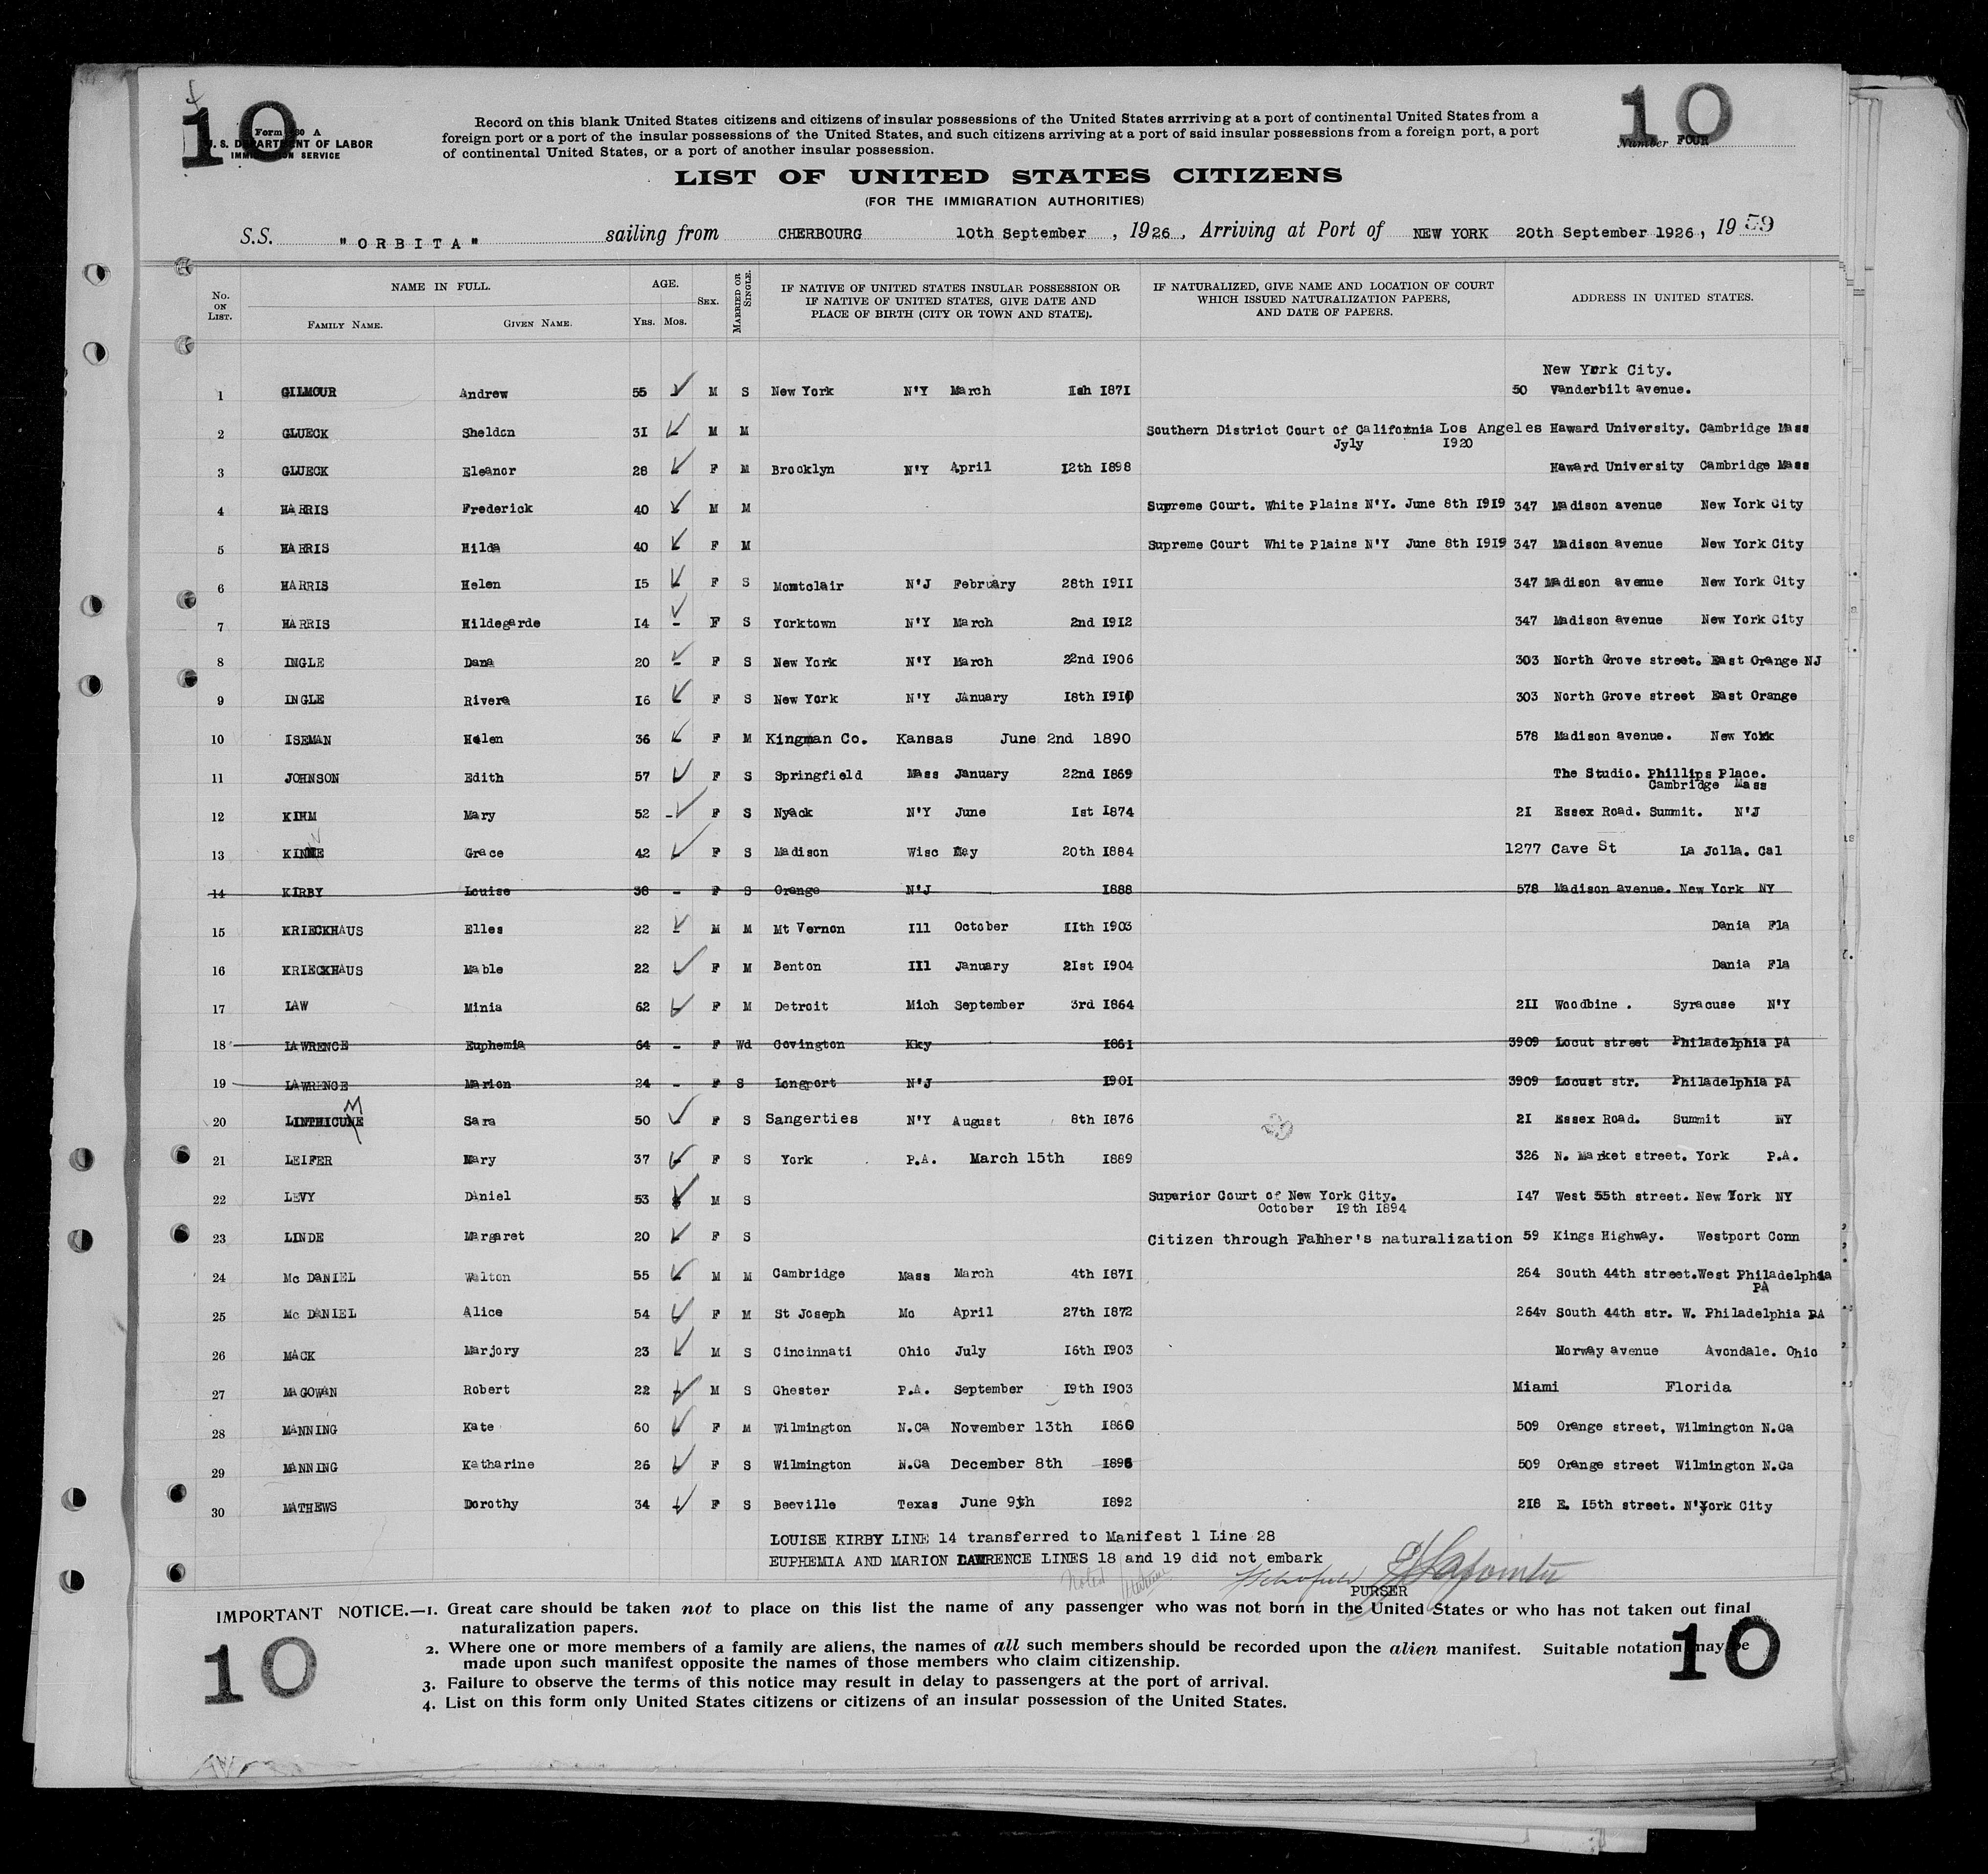 10
Form 630 A
U. S. DEPARTMENT OF LABOR
IMMIGRATION SERVICE
Record on this blank United States citizens and citizens of insular possessions of the United States arrriving at a port of continental United States from a
foreign port or a port of the insular possessions of the United States, and such citizens arriving at a port of said insular possessions from a foreign port, a port
of continental United States, or a port of another insular possession.
10
Number FOUR
LIST OF UNITED STATES CITIZENS
(FOR THE IMMIGRATION AUTHORITIES)
S.S. "ORBITA" sailing from CHERBOURG 10th September, 1926, Arriving at Port of NEW YORK 20th September 1926, 19 59
No. ON LIST. NAME IN FULL. FAMILY NAME. GIVEN NAME. AGE. YRS. MOS. SEX. MARRIED OR SINGLE. IF NATIVE OF UNITED STATES INSULAR POSSESSION OR IF NATIVE OF UNITED STATES, GIVE DATE AND PLACE OF BIRTH (CITY OR TOWN AND STATE). IF NATURALIZED, GIVE NAME AND LOCATION OF COURT WHICH ISSUED NATURALIZATION PAPERS, AND DATE OF PAPERS. ADDRESS IN UNITED STATES.
New York City.
1 GILMOUR Andrew 55 M S New York N'Y March 1871 50 Vanderbilt avenue.
2 GLUECK Sheldon 31 M M Southern District Court of California Los Angeles Haward University. Cambridge Mass
Jyly 1920
3 GLUECK Eleanor 28 F M Brooklyn N'Y April 12th 1898 Haward University Cambridge Mass
4 HARRIS Frederick 40 M M Supreme Court. White Plains N'Y. June 8th 1919 347 Madison avenue New York City
5 HARRIS Hilda 40 F M Supreme Court White Plains N'Y June 8th 1919 347 Madison avenue New York City
6 HARRIS Helen 15 F S Momtclair N'J February 28th 1911 347 Madison avenue New York City
7 HARRIS Hildegarde 14 - F S Yorktown N'Y March 2nd 1912 347 Madison avenue New York City
8 INGLE Dana 20 - F S New York N'Y March 22nd 1906 303 North Grove street. East Orange NJ
9 INGLE Rivera 16 F S New York N'Y January 18th 1910 303 North Grove street East Orange
10 ISEMAN Helen 36 F M Kingman Co. Kansas June 2nd 1890 578 Madison avenue. New York
11 JOHNSON Edith 57 F S Springfield Mass January 22nd 1869 The Studio. Phillips Place.
Cambridge Mass
12 KIHM Mary 52 - F S Nyack N'Y June 1st 1874 21 Essex Road. Summit. N'J
13 KINNE Grace 42 F S Madison Wisc May 20th 1884 1277 Cave St La Jolla. Cal
14 KIRBY Louise 38 - F S Orange N'J 1888 578 Madison avenue. New York NY
15 KRIECKHAUS Elles 22 - M M Mt Vernon Ill October 11th 1903 Dania Fla
16 KRIECKHAUS Mable 22 F M Benton Ill January 21st 1904 Dania Fla
17 LAW Minia 62 F M Detroit Mich September 3rd 1864 211 Woodbine . Syracuse N'Y
18 LAWRENCE Euphemia 64 - F Wd Covington Kky 1861 3909 Locut street Philadelphia PA
19 LAWRENCE Marion 24 - F S Longport N'J 1901 3909 Locust str. Philadelphia PA
20 LINTHICUM Sara 50 F S Sangerties N'Y August 8th 1876 21 Essex Road. Summit NY
21 LEIFER Mary 37 F S York P.A. March 15th 1889 326 N. Market street. York P.A.
22 LEVY Daniel 53 M S Superior Court of New York City. 147 West 55th street. New York NY
October 19th 1894
23 LINDE Margaret 20 F S Citizen through Fahher's naturalization 59 Kings Highway. Westport Conn
24 Mc DANIEL Walton 55 M M Cambridge Mass March 4th 1871 264 South 44th street.West Philadelphia
PA
25 Mc DANIEL Alice 54 F M St Joseph Mo April 27th 1872 264v South 44th str. W. Philadelphia PA
26 MACK Marjory 23 M S Cincinnati Ohio July 16th 1903 Norway avenue Avondale. Ohio
27 MAGOWAN Robert 22 M S Chester P.A. September 19th 1903 Miami Florida
28 MANNING Kate 60 F M Wilmington N.Ca November 13th 1866 509 Orange street, Wilmington N.Ca
29 MANNING Katharine 26 F S Wilmington N.Ca December 8th 509 Orange street Wilmington N.Ca
30 MATHEWS Dorothy 34 F S Beeville Texas June 9th 1892 218 E. 15th street. N'York City
LOUISE KIRBY LINE 14 transferred to Manifest 1 Line 28
EUPHEMIA AND MARION LAWRENCE LINES 18 and 19 did not embark
Noted
PURSER
IMPORTANT NOTICE.—1. Great care should be taken not to place on this list the name of any passenger who was not born in the United States or who has not taken out final
naturalization papers.
2. Where one or more members of a family are aliens, the names of all such members should be recorded upon the alien manifest. Suitable notation may be
made upon such manifest opposite the names of those members who claim citizenship.
3. Failure to observe the terms of this notice may result in delay to passengers at the port of arrival.
4. List on this form only United States citizens or citizens of an insular possession of the United States.
10
10